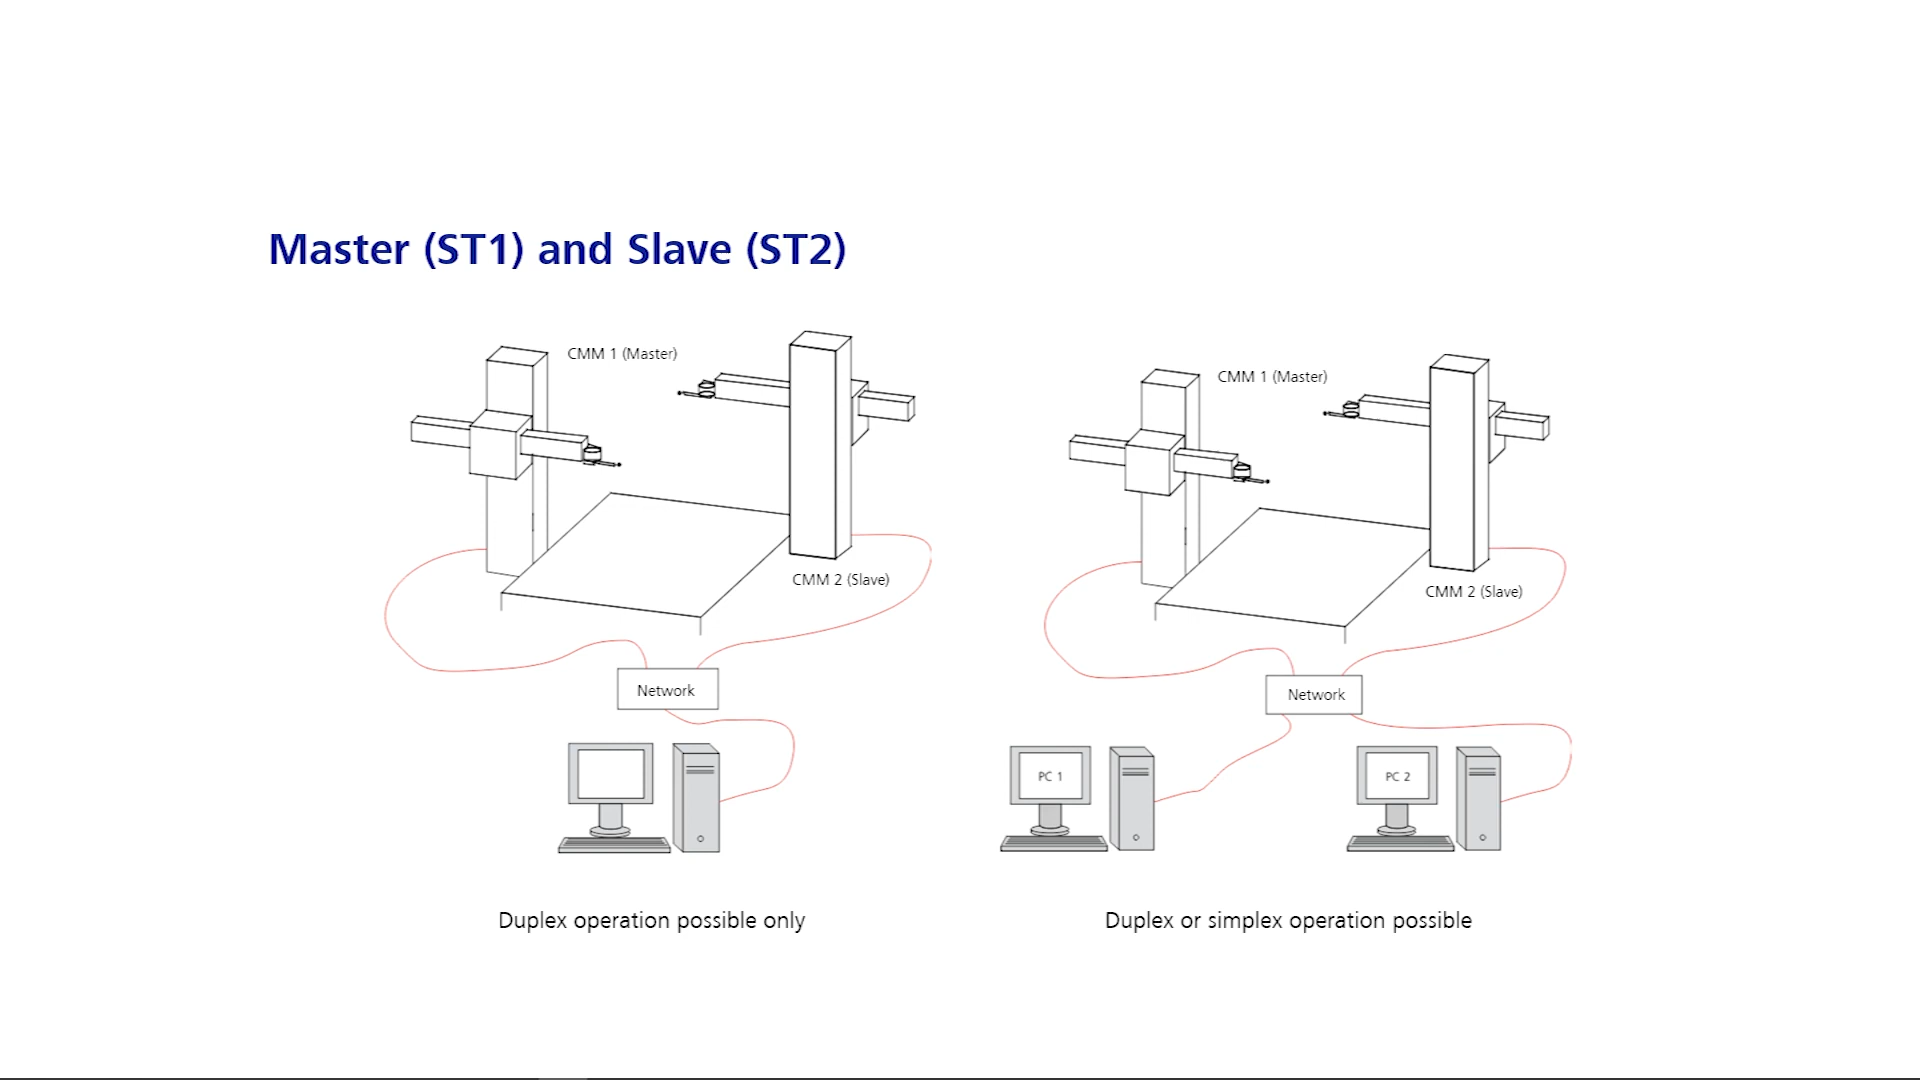 Master (ST1) and Slave (ST2)
CMM 1 (Master)
CMM 2 (Slave)
Network
Duplex operation possible only
CMM 1 (Master)
CMM 2 (Slave)
Network
PC 1
PC 2
Duplex or simplex operation possible